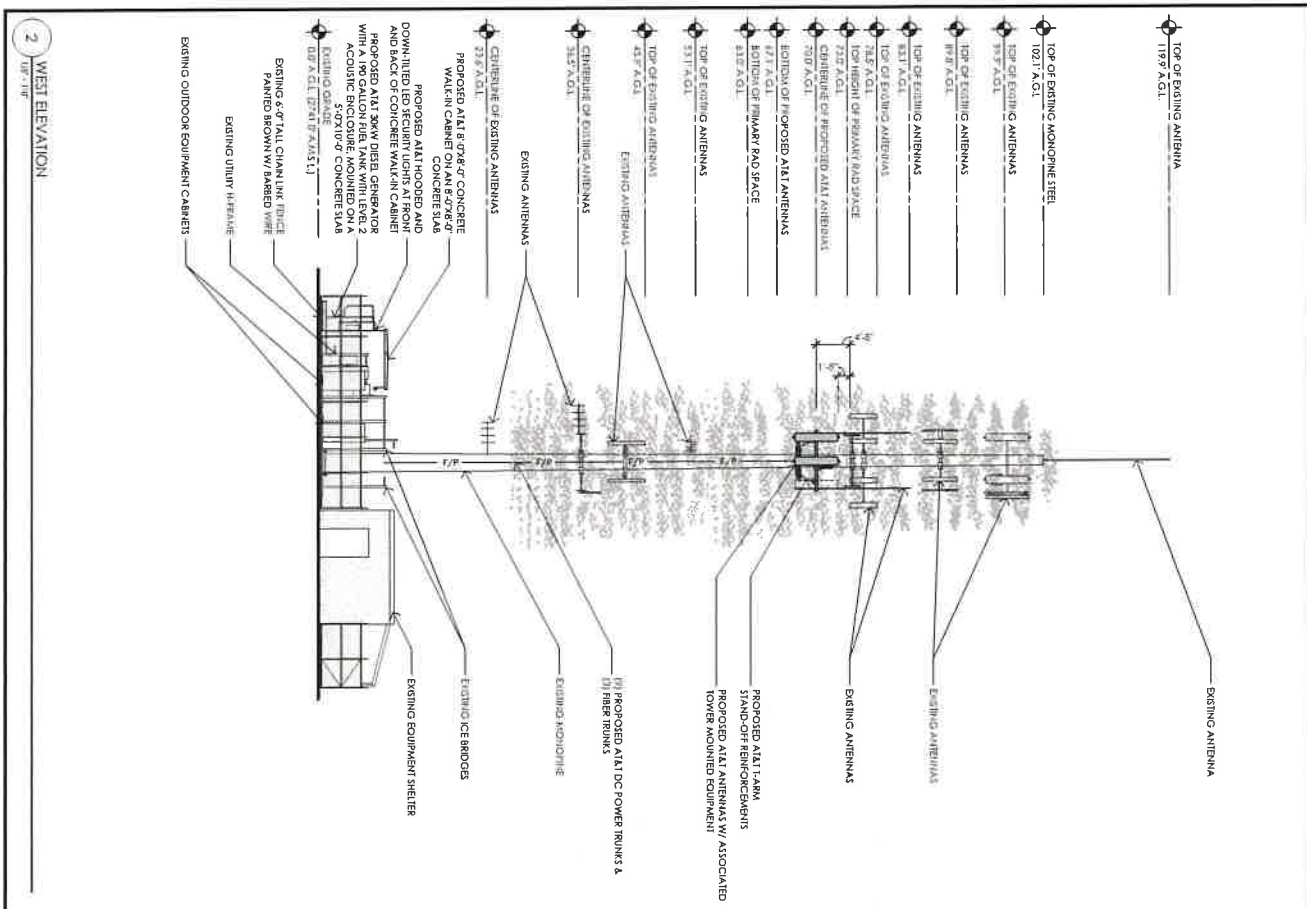 TOP OF EXISTING ANTENNA
119.9' A.G.L.
TOP OF EXISTING MONOPINE STEEL
102.1' A.G.L.
TOP OF EXISTING ANTENNAS
A.G.L.
TOP OF EXISTING ANTENNAS
89.8' A.G.L.
TOP OF EXISTING ANTENNAS
83.1' A.G.L.
TOP OF EXISTING ANTENNAS
78.5' A.G.L.
TOP HEIGHT OF PRIMARY RAD SPACE
73.0' A.G.L.
CENTERLINE OF PROPOSED AT&T ANTENNAS
70.0' A.G.L.
BOTTOM OF PROPOSED AT&T ANTENNAS
67.1' A.G.L.
BOTTOM OF PRIMARY RAD SPACE
63.0' A.G.L.
TOP OF EXISTING ANTENNAS
53.1' A.G.L.
TOP OF EXISTING ANTENNAS
A.G.L.
CENTERLINE OF EXISTING ANTENNAS
36.5' A.G.L.
CENTERLINE OF EXISTING ANTENNAS
A.G.L.
EXISTING GRADE
0.0' A.G.L.
EXISTING ANTENNAS
EXISTING ANTENNAS
PROPOSED AT&T 8'-0"X8'-0" CONCRETE
WALK-IN CABINET ON AN 8'-0"X8'-0"
CONCRETE SLAB
PROPOSED AT&T HOODED AND
DOWN-TILTED LED SECURITY LIGHTS AT FRONT
AND BACK OF CONCRETE WALK-IN CABINET
PROPOSED AT&T 30KW DIESEL GENERATOR
WITH A 190 GALLON FUEL TANK WITH LEVEL 2
ACOUSTIC ENCLOSURE, MOUNTED ON A
5'-0"X10'-0" CONCRETE SLAB
EXISTING 6'-0" TALL CHAIN LINK FENCE
PAINTED BROWN W/ BARBED WIRE
EXISTING UTILITY H-FRAME
EXISTING OUTDOOR EQUIPMENT CABINETS
F/P
F/P
F/P
F/P
EXISTING ANTENNA
EXISTING ANTENNAS
EXISTING ANTENNAS
PROPOSED AT&T T-ARM
STAND-OFF REINFORCEMENTS
PROPOSED AT&T ANTENNAS W/ ASSOCIATED
TOWER MOUNTED EQUIPMENT
PROPOSED AT&T DC POWER TRUNKS &
FIBER TRUNKS
EXISTING MONOPINE
EXISTING ICE BRIDGES
EXISTING EQUIPMENT SHELTER
2
WEST ELEVATION